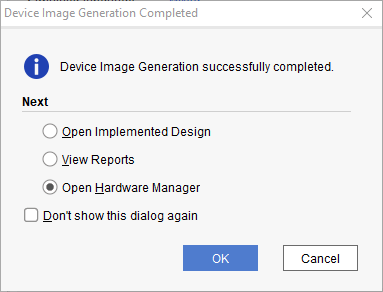 Device Image Generation Completed
Device Image Generation successfully completed.
Next
Open Implemented Design
View Reports
Open Hardware Manager
Don't show this dialog again
OK
Cancel